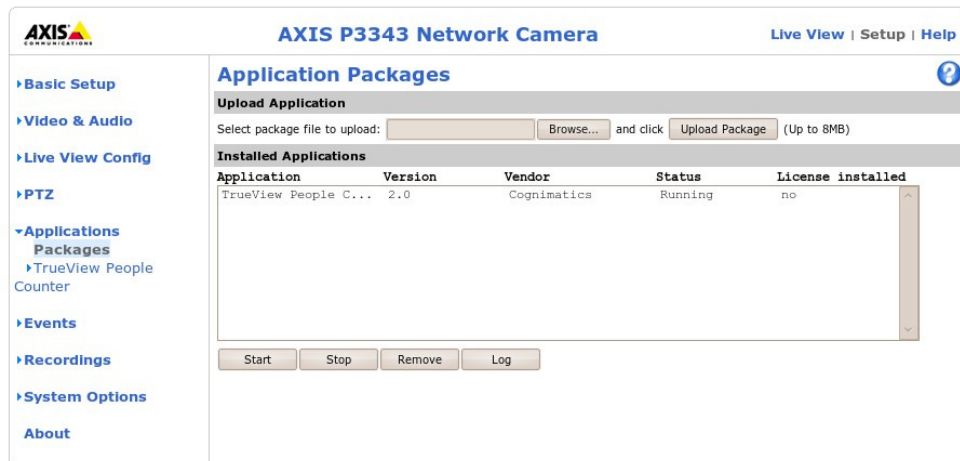 AXIS
COMMUNICATIONS
AXIS P3343 Network Camera
Live View | Setup | Help
Basic Setup
Video & Audio
Live View Config
PTZ
Applications
Packages
TrueView People
Counter
Events
Recordings
System Options
About
Application Packages
?
Upload Application
Select package file to upload: Browse... and click Upload Package (Up to 8MB)
Installed Applications
Application Version Vendor Status License installed
TrueView People C... 2.0 Cognimatics Running no
Start Stop Remove Log